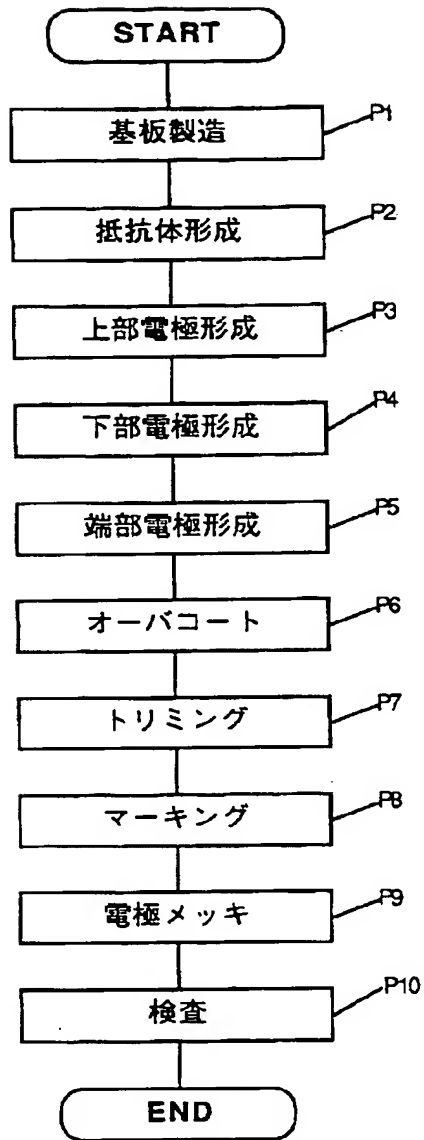 START
基板製造 P1
抵抗体形成 P2
上部電極形成 P3
下部電極形成 P4
端部電極形成 P5
オーバコート P6
トリミング P7
マーキング P8
電極メッキ P9
検査 P10
END